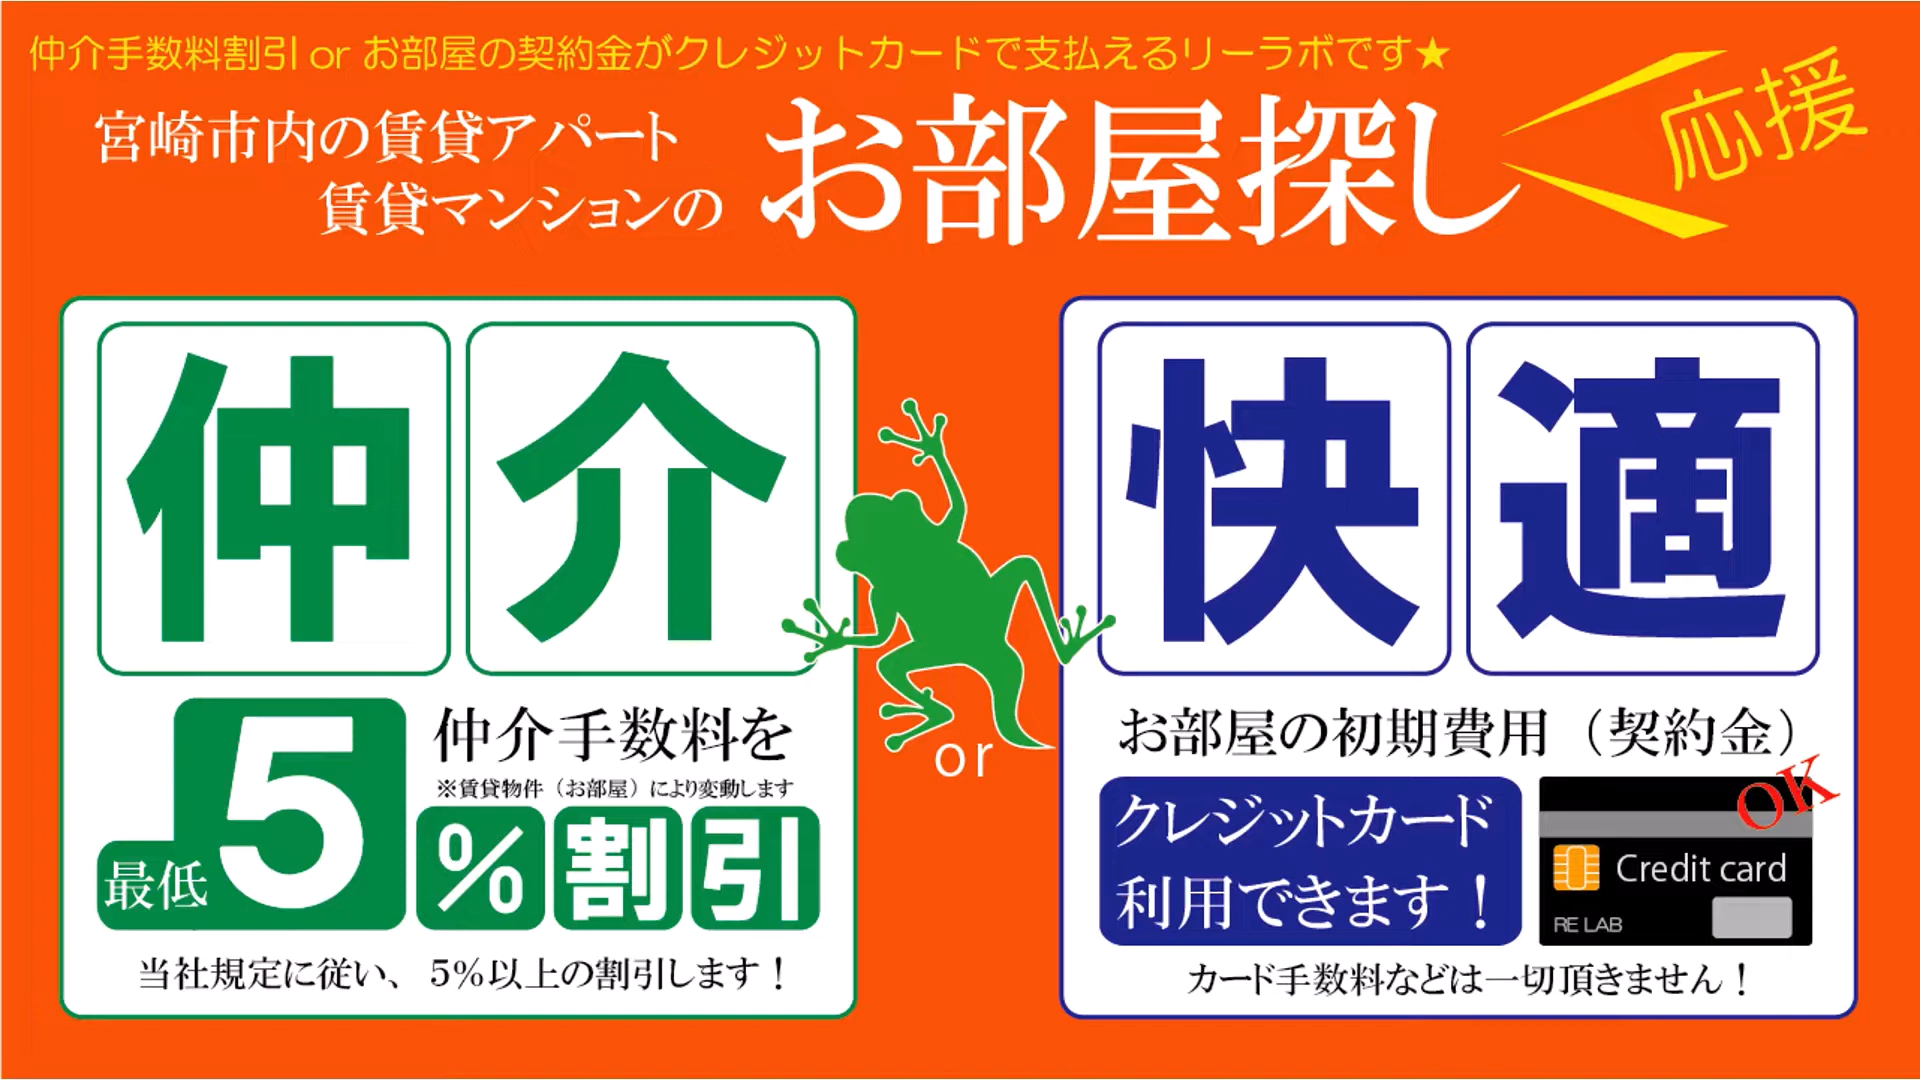 仲介手数料割引 or お部屋の契約金がクレジットカードで支払えるリーラボです★
宮崎市内の賃貸アパート
賃貸マンションの
お部屋探し
応援
仲介
最低5%割引
仲介手数料を
※賃貸物件（お部屋）により変動します
当社規定に従い、5%以上の割引します！
or
快適
お部屋の初期費用（契約金）
クレジットカード
利用できます！
OK
Credit card
RE LAB
カード手数料などは一切頂きません！